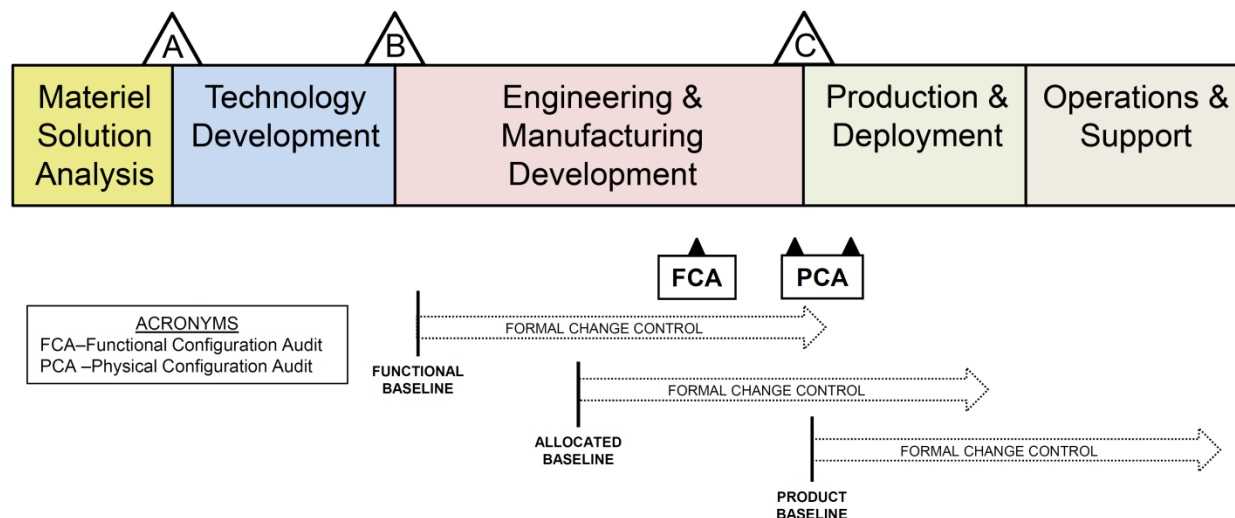 A
B
C
Materiel
Solution
Analysis
Technology
Development
Engineering &
Manufacturing
Development
Production &
Deployment
Operations &
Support
FCA
PCA
ACRONYMS
FCA–Functional Configuration Audit
PCA –Physical Configuration Audit
FORMAL CHANGE CONTROL
FUNCTIONAL
BASELINE
FORMAL CHANGE CONTROL
ALLOCATED
BASELINE
FORMAL CHANGE CONTROL
PRODUCT
BASELINE